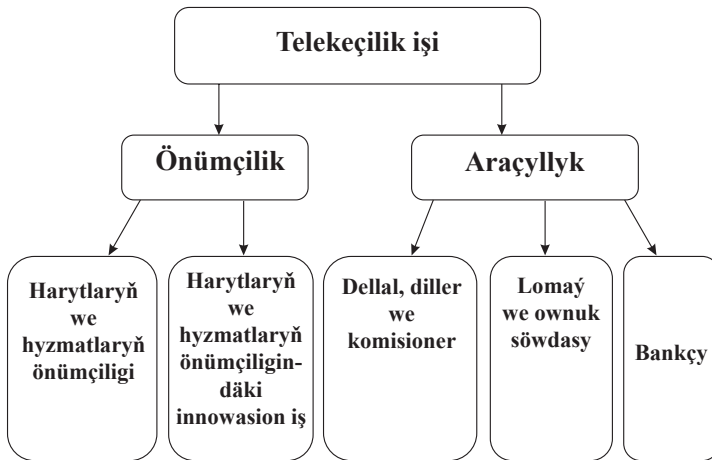 Telekeçilik işi
Önümçilik
Araçyllyk
Harytlaryň
we
hyzmatlaryň
önümçiligi
Harytlaryň
we
hyzmatlaryň
önümçiligin-
däki
innowasion iş
Dellal, diller
we
komisioner
Lomaý
we ownuk
söwdasy
Bankçy